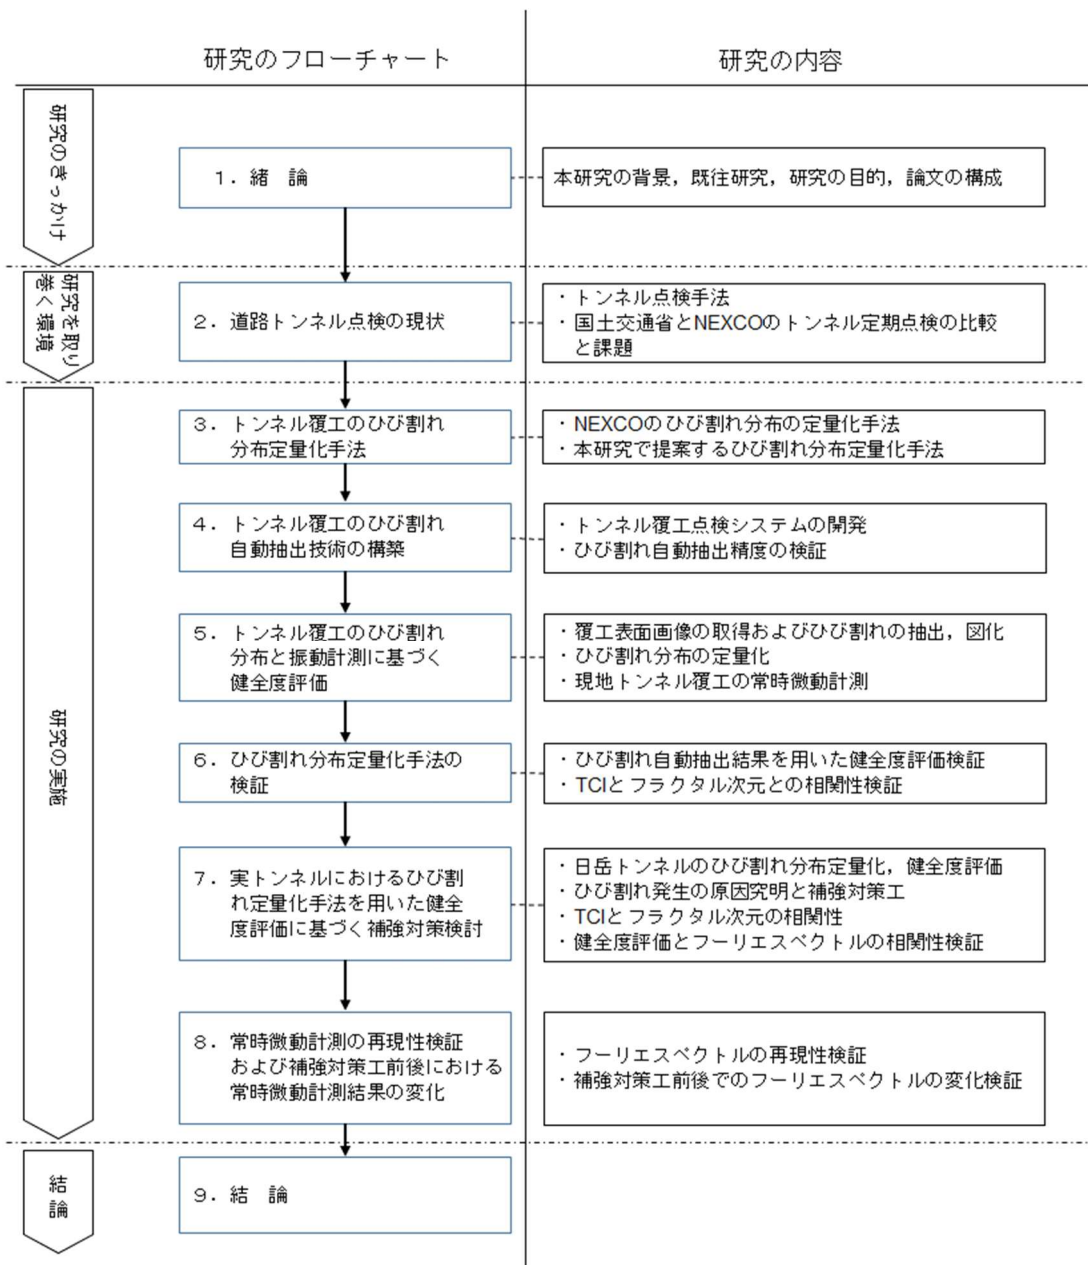 研究のフローチャート
研究の内容
研究のきっかけ
1．緒　論
本研究の背景，既往研究，研究の目的，論文の構成
研究を取り
巻く環境
2．道路トンネル点検の現状
・トンネル点検手法
・国土交通省とNEXCOのトンネル定期点検の比較
と課題
研究の実施
3．トンネル覆工のひび割れ
分布定量化手法
・NEXCOのひび割れ分布の定量化手法
・本研究で提案するひび割れ分布定量化手法
4．トンネル覆工のひび割れ
自動抽出技術の構築
・トンネル覆工点検システムの開発
・ひび割れ自動抽出精度の検証
5．トンネル覆工のひび割れ
分布と振動計測に基づく
健全度評価
・覆工表面画像の取得およびひび割れの抽出，図化
・ひび割れ分布の定量化
・現地トンネル覆工の常時微動計測
6．ひび割れ分布定量化手法の
検証
・ひび割れ自動抽出結果を用いた健全度評価検証
・TCIとフラクタル次元との相関性検証
7．実トンネルにおけるひび割
れ定量化手法を用いた健全
度評価に基づく補強対策検討
・日岳トンネルのひび割れ分布定量化，健全度評価
・ひび割れ発生の原因究明と補強対策工
・TCIとフラクタル次元の相関性
・健全度評価とフーリエスペクトルの相関性検証
8．常時微動計測の再現性検証
および補強対策工前後における
常時微動計測結果の変化
・フーリエスペクトルの再現性検証
・補強対策工前後でのフーリエスペクトルの変化検証
結論
9．結　論